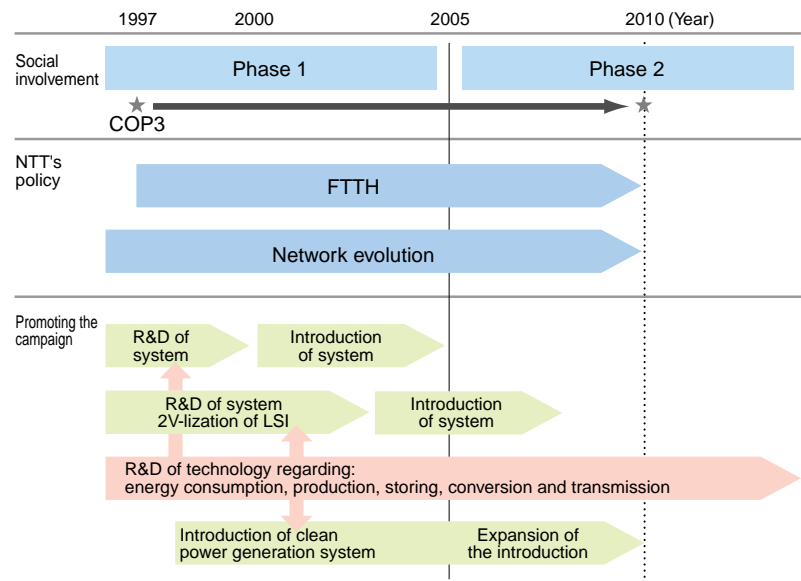 1997 2000 2005 2010 (Year)
Social
involvement
Phase 1 Phase 2
COP3
NTT's
policy
FTTH
Network evolution
Promoting the
campaign
R&D of
system
Introduction
of system
R&D of system
2V-lization of LSI
Introduction
of system
R&D of technology regarding:
energy consumption, production, storing, conversion and transmission
Introduction of clean
power generation system
Expansion of
the introduction